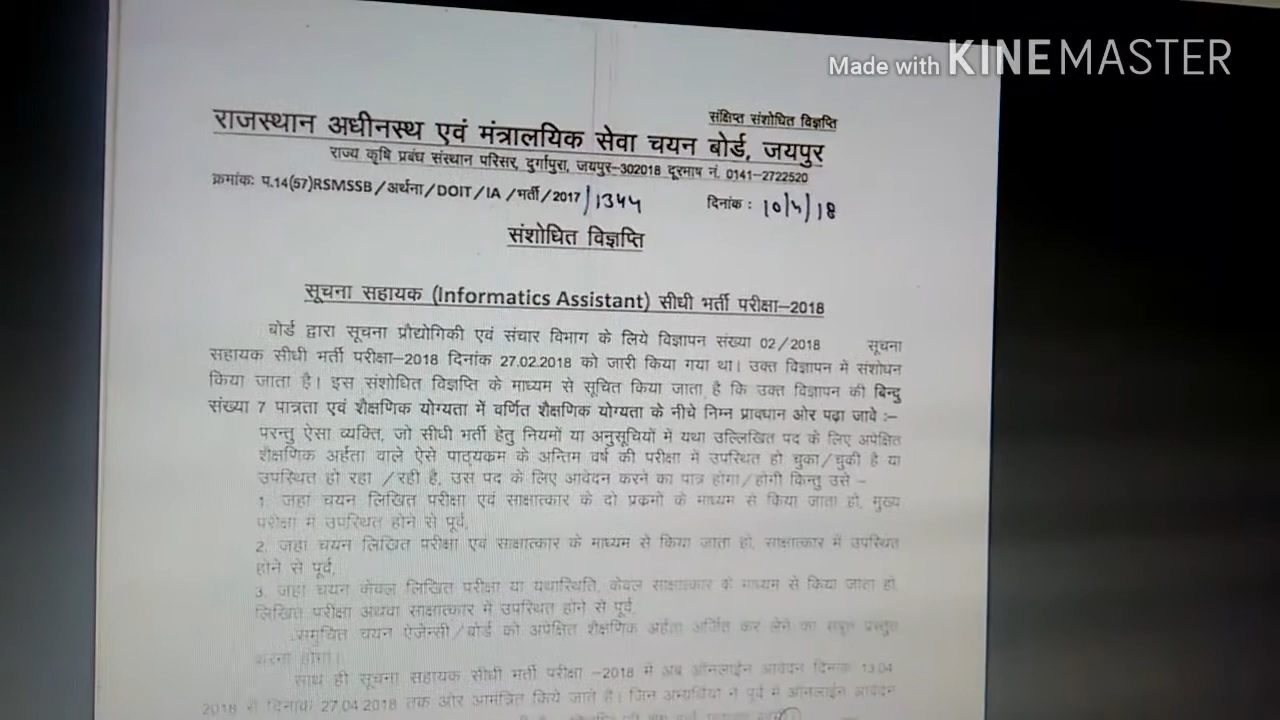 Made with KINEMASTER
संक्षिप्त संशोधित विज्ञप्ति
राजस्थान अधीनस्थ एवं मंत्रालयिक सेवा चयन बोर्ड, जयपुर
राज्य कृषि प्रबंध संस्थान परिसर, दुर्गापुरा, जयपुर–302018 दूरभाष नं. 0141–2722520
क्रमांकः प.14(57)RSMSSB/अर्थना/DOIT/IA/भर्ती/2017/1344 दिनांक : 10/4/18
संशोधित विज्ञप्ति
सूचना सहायक (Informatics Assistant) सीधी भर्ती परीक्षा–2018
बोर्ड द्वारा सूचना प्रौद्योगिकी एवं संचार विभाग के लिये विज्ञापन संख्या 02/2018 सूचना
सहायक सीधी भर्ती परीक्षा–2018 दिनांक 27.02.2018 को जारी किया गया था। उक्त विज्ञापन में संशोधन
किया जाता है। इस संशोधित विज्ञप्ति के माध्यम से सूचित किया जाता है कि उक्त विज्ञापन की बिन्दु
संख्या 7 पात्रता एवं शैक्षणिक योग्यता में वर्णित शैक्षणिक योग्यता के नीचे निम्न प्रावधान ओर पढ़ा जावे :–
परन्तु ऐसा व्यक्ति, जो सीधी भर्ती हेतु नियमों या अनुसूचियों में यथा उल्लिखित पद के लिए अपेक्षित
शैक्षणिक अर्हता वाले ऐसे पाठ्यकम के अन्तिम वर्ष की परीक्षा में उपस्थित हो चुका/चुकी है या
उपस्थित हो रहा /रही है, उस पद के लिए आवेदन करने का पात्र होगा/होगी किन्तु उसे –
1. जहां चयन लिखित परीक्षा एवं साक्षात्कार के दो प्रकमों के माध्यम से किया जाता हो, मुख्य
परीक्षा में उपस्थित होने से पूर्व,
2. जहां चयन लिखित परीक्षा एवं साक्षात्कार के माध्यम से किया जाता हो, साक्षात्कार में उपस्थित
होने से पूर्व,
3. जहां चयन केवल लिखित परीक्षा या यथास्थिति, केवल साक्षात्कार के माध्यम से किया जाता हो,
लिखित परीक्षा अथवा साक्षात्कार में उपस्थित होने से पूर्व,
समुचित चयन ऐजेन्सी/बोर्ड को अपेक्षित शैक्षणिक अर्हता अर्जित कर लेने का सबूत प्रस्तुत
करना होगा।
साथ ही सूचना सहायक सीधी भर्ती परीक्षा –2018 में अब ऑनलाईन आवेदन दिनांक 13.04
2018 से दिनांक 27.04.2018 तक ओर आमंत्रित किये जाते है। जिन अभ्यर्थियों ने पूर्व में ऑनलाईन आवेदन